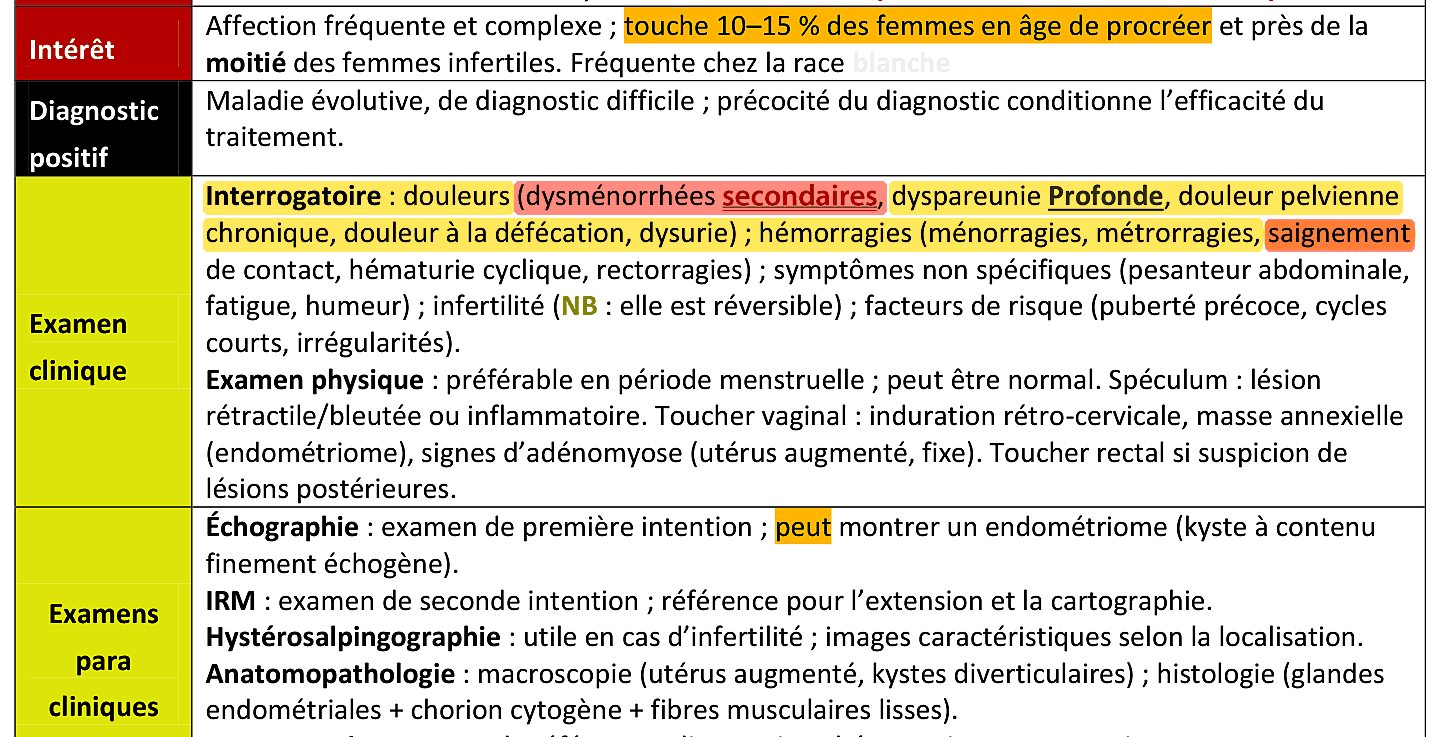 Intérêt
Affection fréquente et complexe ; touche 10–15 % des femmes en âge de procréer et près de la
moitié des femmes infertiles. Fréquente chez la race blanche
Diagnostic
positif
Maladie évolutive, de diagnostic difficile ; précocité du diagnostic conditionne l’efficacité du
traitement.
Examen
clinique
Interrogatoire : douleurs (dysménorrhées secondaires, dyspareunie Profonde, douleur pelvienne
chronique, douleur à la défécation, dysurie) ; hémorragies (ménorragies, métrorragies, saignement
de contact, hématurie cyclique, rectorragies) ; symptômes non spécifiques (pesanteur abdominale,
fatigue, humeur) ; infertilité (NB : elle est réversible) ; facteurs de risque (puberté précoce, cycles
courts, irrégularités).
Examen physique : préférable en période menstruelle ; peut être normal. Spéculum : lésion
rétractile/bleutée ou inflammatoire. Toucher vaginal : induration rétro-cervicale, masse annexielle
(endométriome), signes d’adénomyose (utérus augmenté, fixe). Toucher rectal si suspicion de
lésions postérieures.
Examens
para
cliniques
Échographie : examen de première intention ; peut montrer un endométriome (kyste à contenu
finement échogène).
IRM : examen de seconde intention ; référence pour l’extension et la cartographie.
Hystérosalpingographie : utile en cas d’infertilité ; images caractéristiques selon la localisation.
Anatomopathologie : macroscopie (utérus augmenté, kystes diverticulaires) ; histologie (glandes
endométriales + chorion cytogène + fibres musculaires lisses).